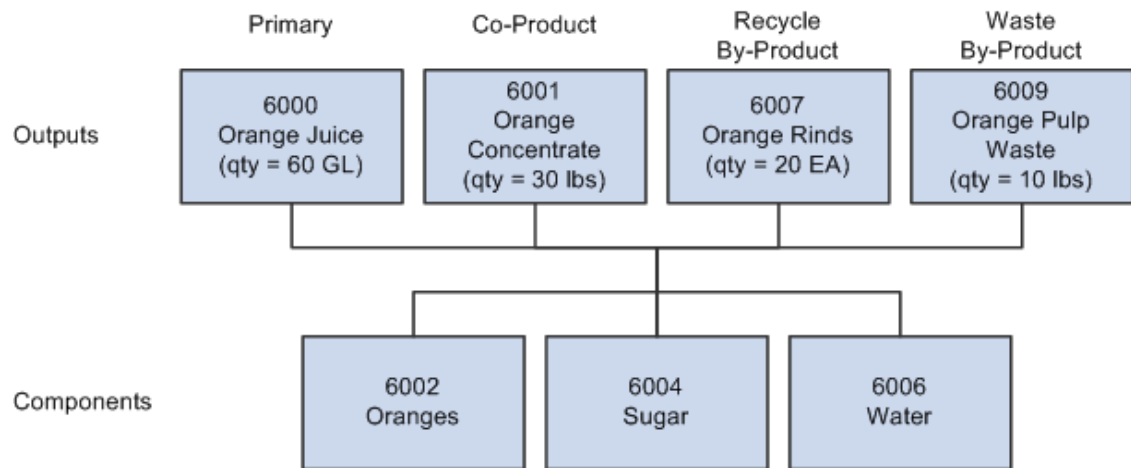 Primary
Co-Product
Recycle
By-Product
Waste
By-Product
Outputs
6000
Orange Juice
(qty = 60 GL)
6001
Orange
Concentrate
(qty = 30 lbs)
6007
Orange Rinds
(qty = 20 EA)
6009
Orange Pulp
Waste
(qty = 10 lbs)
Components
6002
Oranges
6004
Sugar
6006
Water